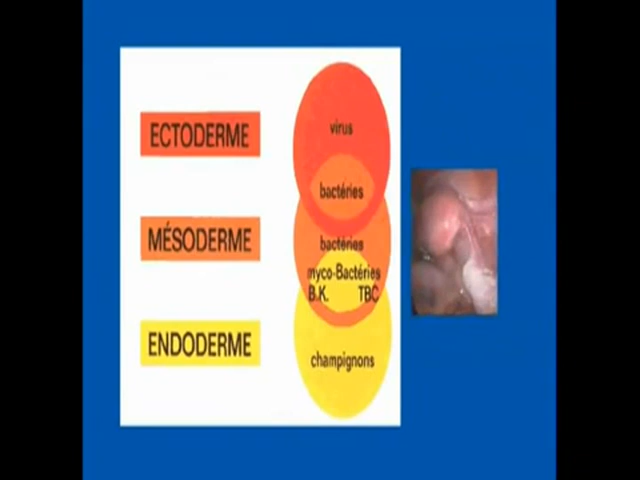 ECTODERME
virus
bactéries
MÉSODERME
bactéries
myco-Bactéries
B.K. TBC
ENDODERME
champignons